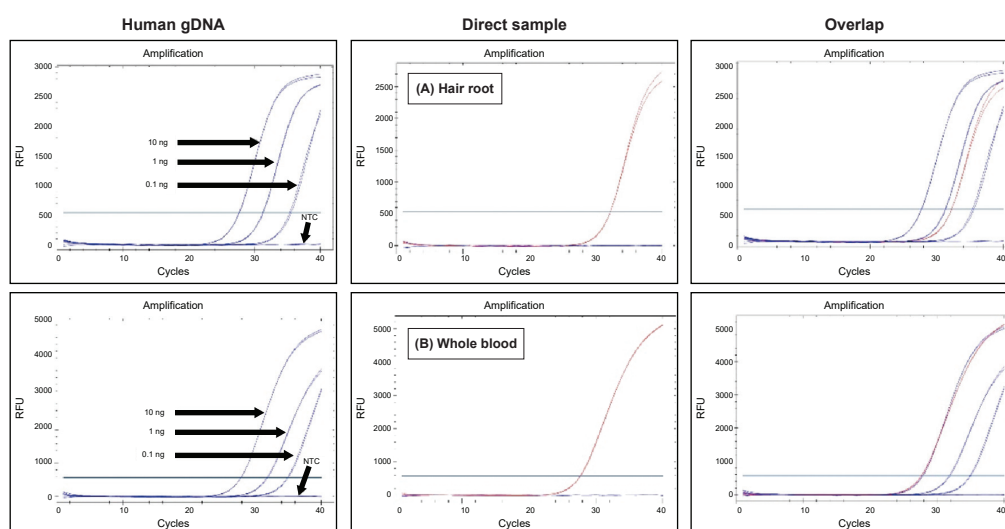 Human gDNA
Direct sample
Overlap
Amplification
3000
2500
2000
1500
1000
500
0
RFU
10 ng
1 ng
0.1 ng
NTC
0
10
20
30
40
Cycles
Amplification
(A) Hair root
2500
2000
1500
1000
500
0
RFU
0
10
20
30
40
Cycles
Amplification
3000
2500
2000
1500
1000
500
0
RFU
0
10
20
30
40
Cycles
Amplification
5000
4000
3000
2000
1000
0
RFU
10 ng
1 ng
0.1 ng
NTC
0
10
20
30
40
Cycles
Amplification
(B) Whole blood
5000
4000
3000
2000
1000
0
RFU
0
10
20
30
40
Cycles
Amplification
5000
4000
3000
2000
1000
0
RFU
0
10
20
30
40
Cycles